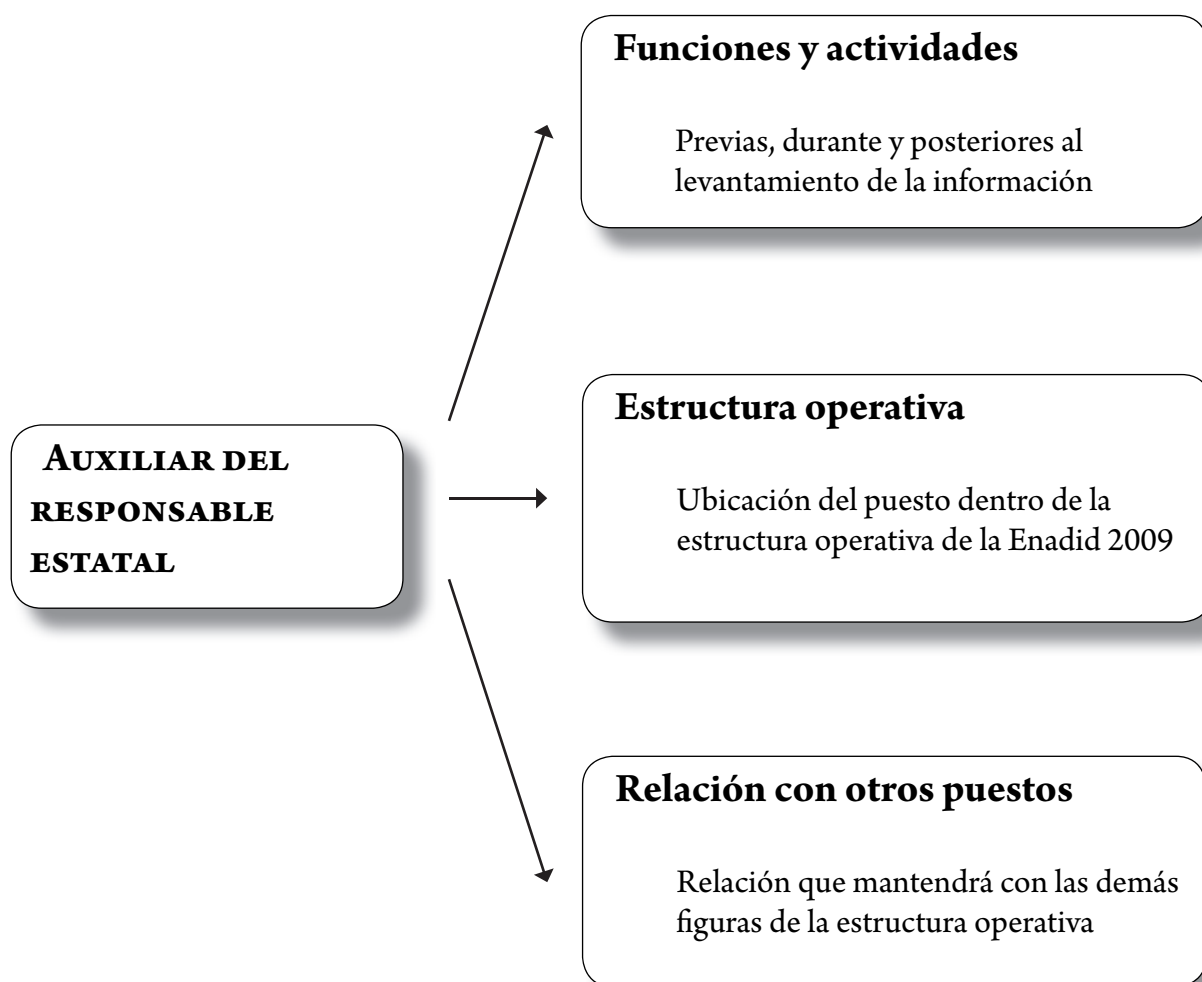 Funciones y actividades
Previas, durante y posteriores al
levantamiento de la información
AUXILIAR DEL
RESPONSABLE
ESTATAL
Estructura operativa
Ubicación del puesto dentro de la
estructura operativa de la Enadid 2009
Relación con otros puestos
Relación que mantendrá con las demás
figuras de la estructura operativa